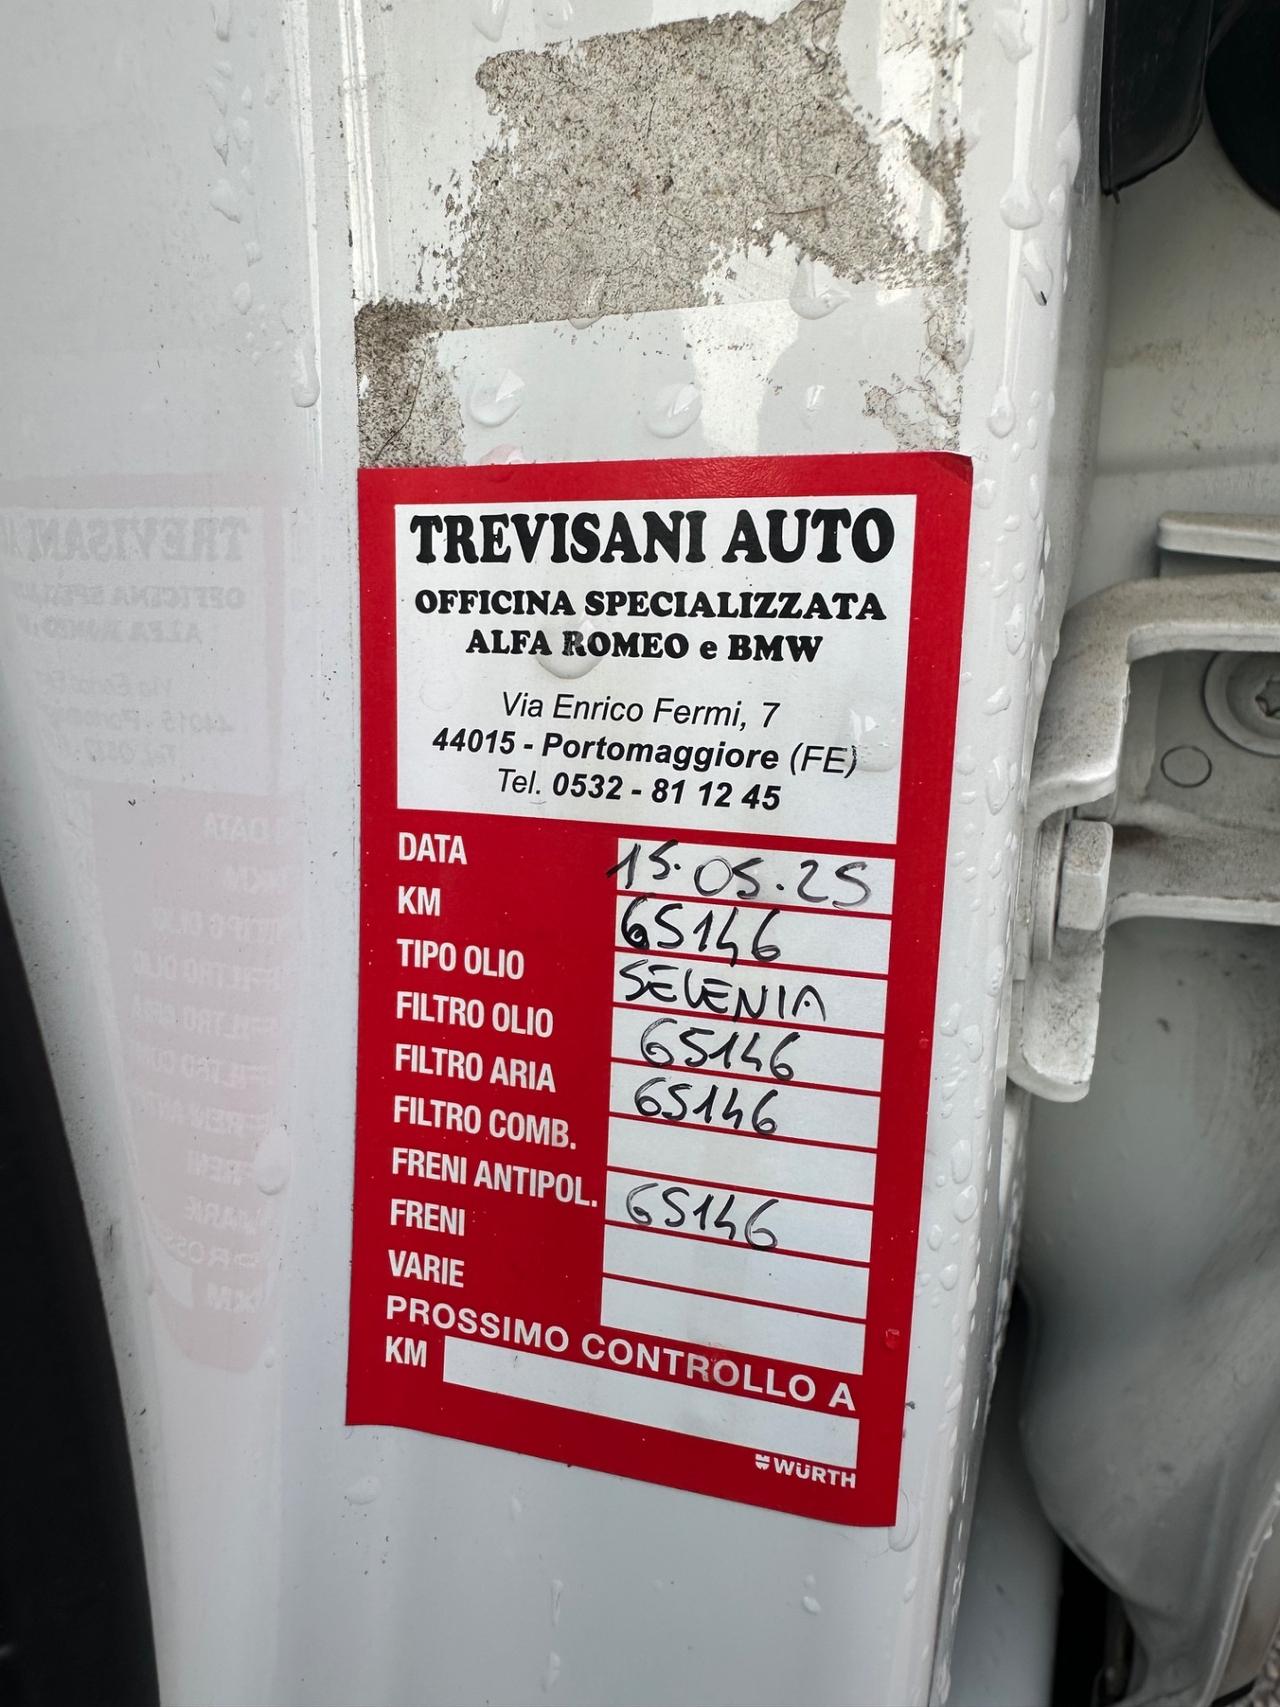 TREVISANI AUTO
OFFICINA SPECIALIZZATA
ALFA ROMEO e BMW
Via Enrico Fermi, 7
44015 - Portomaggiore (FE)
Tel. 0532 - 81 12 45
DATA 15.05.25
KM 65146
TIPO OLIO SELENIA
FILTRO OLIO 65146
FILTRO ARIA 65146
FILTRO COMB.
FRENI ANTIPOL. 65146
FRENI
VARIE
PROSSIMO CONTROLLO A
KM
WÜRTH